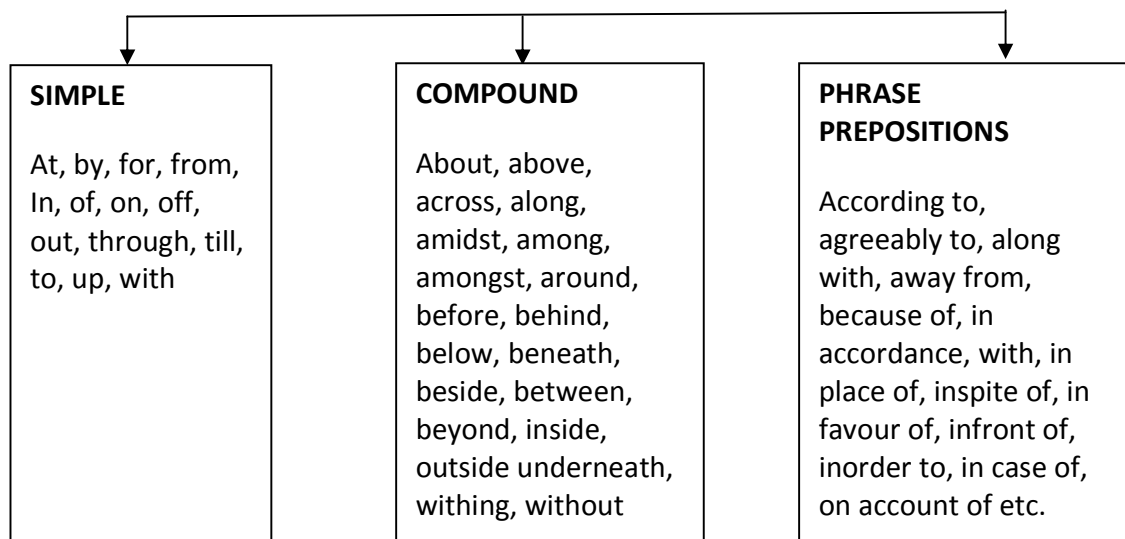 SIMPLE
At, by, for, from,
In, of, on, off,
out, through, till,
to, up, with
COMPOUND
About, above,
across, along,
amidst, among,
amongst, around,
before, behind,
below, beneath,
beside, between,
beyond, inside,
outside underneath,
withing, without
PHRASE
PREPOSITIONS
According to,
agreeably to, along
with, away from,
because of, in
accordance, with, in
place of, inspite of, in
favour of, infront of,
inorder to, in case of,
on account of etc.